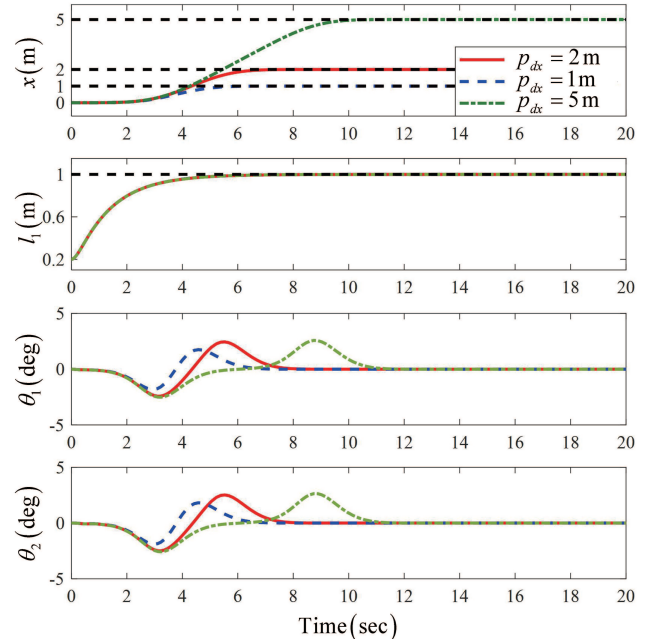 x(m)
5
2
1
0
p_dx = 2 m
p_dx = 1 m
p_dx = 5 m
0 2 4 6 8 10 12 14 16 18 20
l_1(m)
1
0.6
0.2
0 2 4 6 8 10 12 14 16 18 20
θ_1(deg)
5
0
-5
0 2 4 6 8 10 12 14 16 18 20
θ_2(deg)
5
0
-5
0 2 4 6 8 10 12 14 16 18 20
Time(sec)